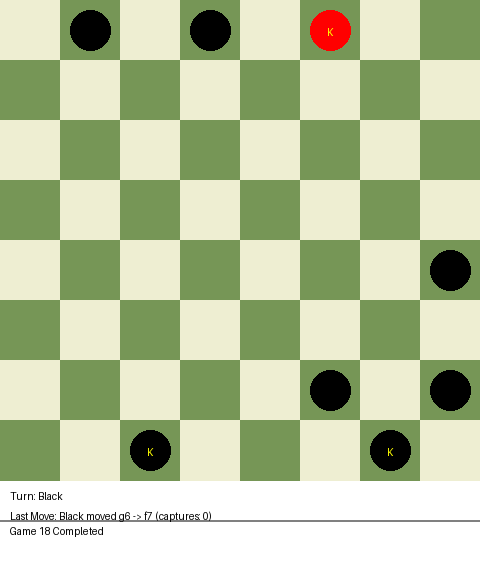 K
K
K
Turn: Black
Last Move: Black moved g6 -> f7 (captures: 0)
Game 18 Completed